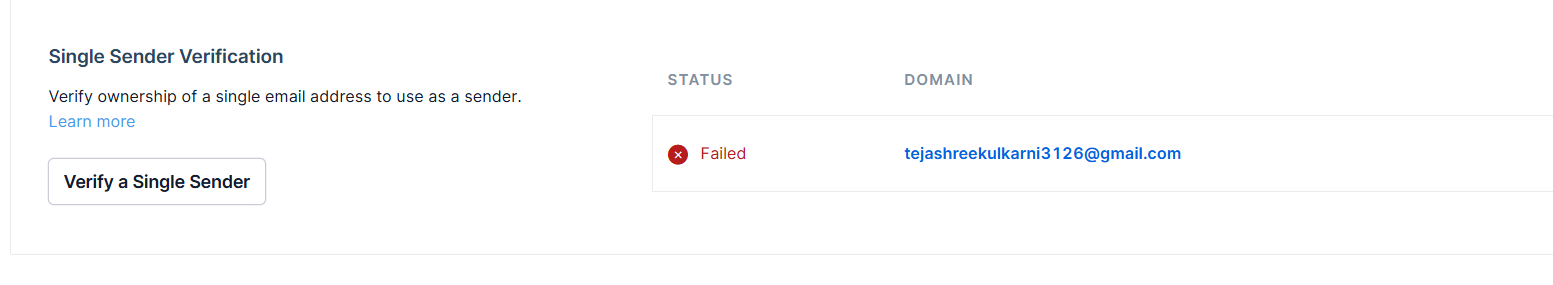 Single Sender Verification
Verify ownership of a single email address to use as a sender.
Learn more
Verify a Single Sender
STATUS DOMAIN
Failed tejashreekulkarni3126@gmail.com